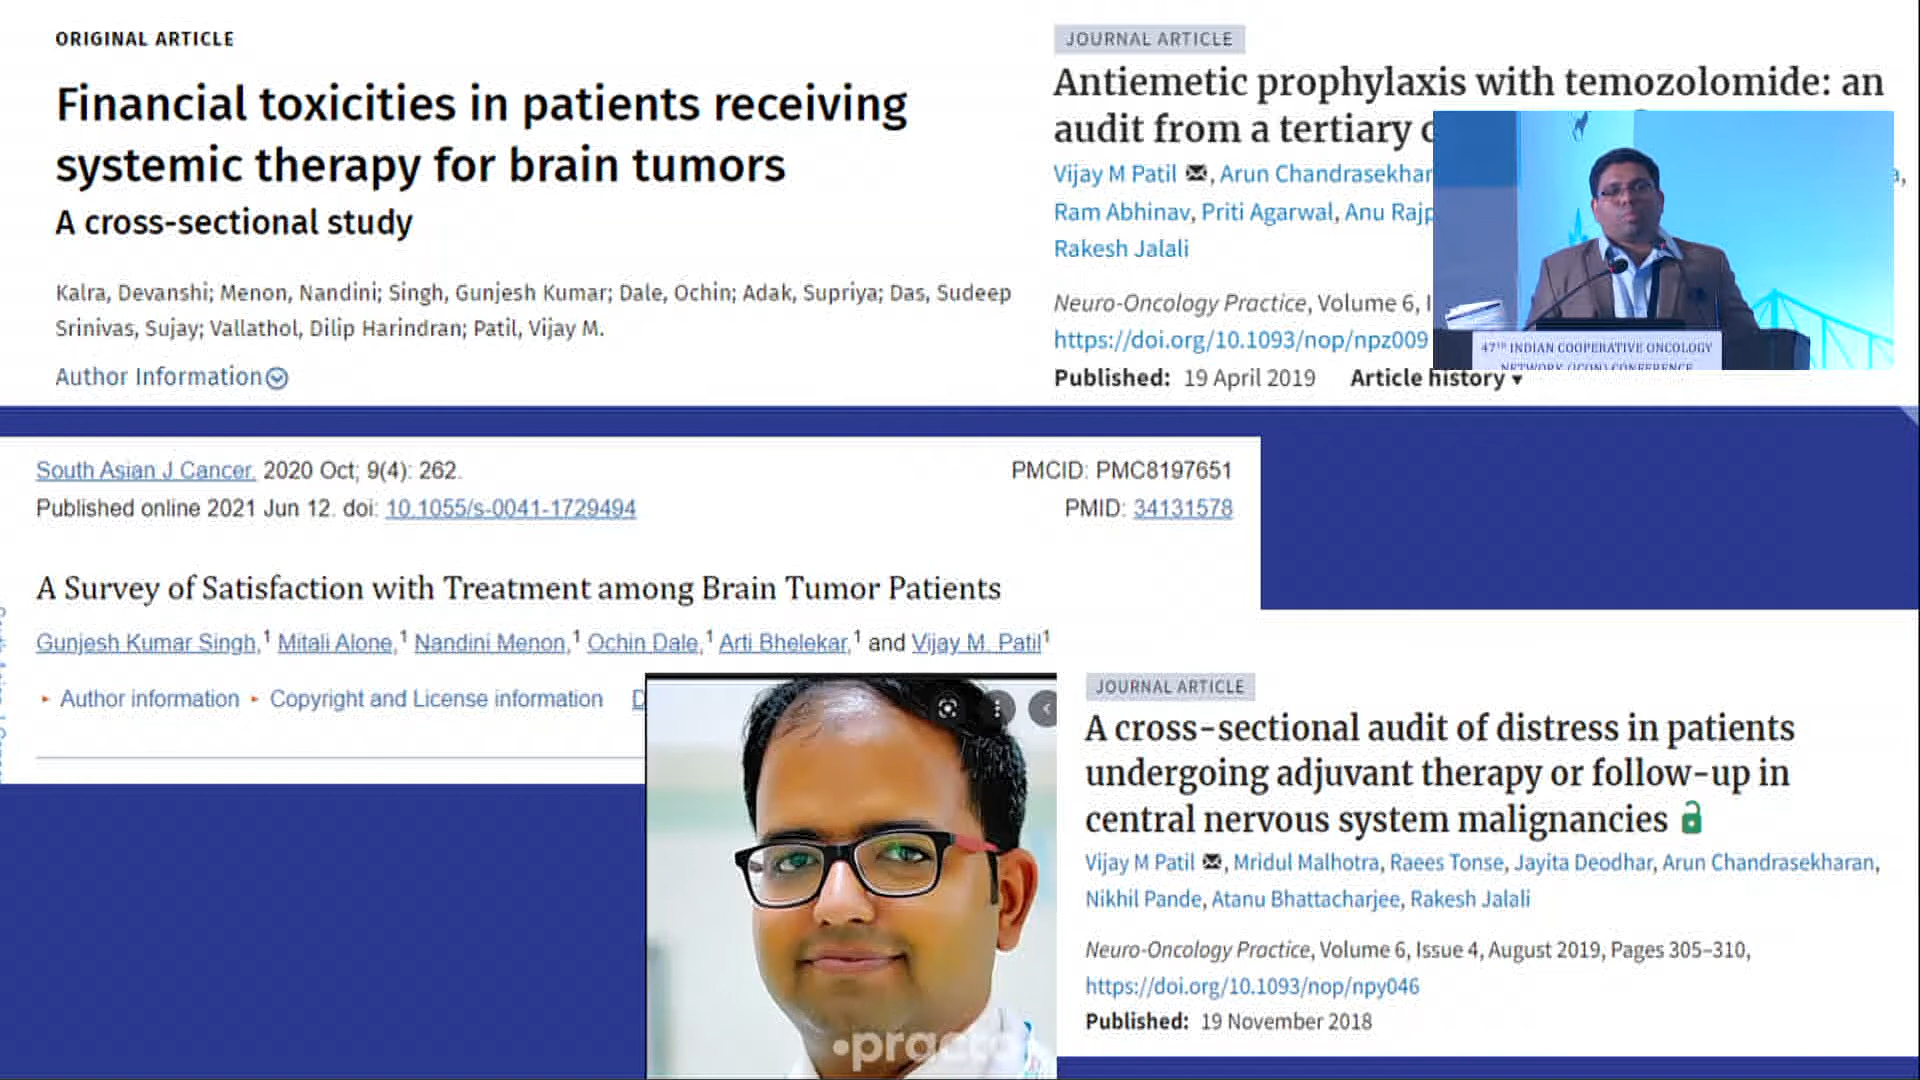 ORIGINAL ARTICLE
Financial toxicities in patients receiving
systemic therapy for brain tumors
A cross-sectional study
Kalra, Devanshi; Menon, Nandini; Singh, Gunjesh Kumar; Dale, Ochin; Adak, Supriya; Das, Sudeep
Srinivas, Sujay; Vallathol, Dilip Harindran; Patil, Vijay M.
Author Information
JOURNAL ARTICLE
Antiemetic prophylaxis with temozolomide: an
audit from a tertiary
Vijay M Patil, Arun Chandrasekhar
Ram Abhinav, Priti Agarwal, Anu
Rakesh Jalali
Neuro-Oncology Practice, Volume 6,
https://doi.org/10.1093/nop/npz009
Published: 19 April 2019 Article history
47TH INDIAN COOPERATIVE ONCOLOGY
NETWORK (ICON) CONFERENCE
South Asian J Cancer. 2020 Oct; 9(4): 262.
PMCID: PMC8197651
Published online 2021 Jun 12. doi: 10.1055/s-0041-1729494
PMID: 34131578
A Survey of Satisfaction with Treatment among Brain Tumor Patients
Gunjesh Kumar Singh,1 Mitali Alone,1 Nandini Menon,1 Ochin Dale,1 Arti Bhelekar,1 and Vijay M. Patil1
Author information Copyright and License information
JOURNAL ARTICLE
A cross-sectional audit of distress in patients
undergoing adjuvant therapy or follow-up in
central nervous system malignancies
Vijay M Patil, Mridul Malhotra, Raees Tonse, Jayita Deodhar, Arun Chandrasekharan,
Nikhil Pande, Atanu Bhattacharjee, Rakesh Jalali
Neuro-Oncology Practice, Volume 6, Issue 4, August 2019, Pages 305–310,
https://doi.org/10.1093/nop/npy046
Published: 19 November 2018
•practo